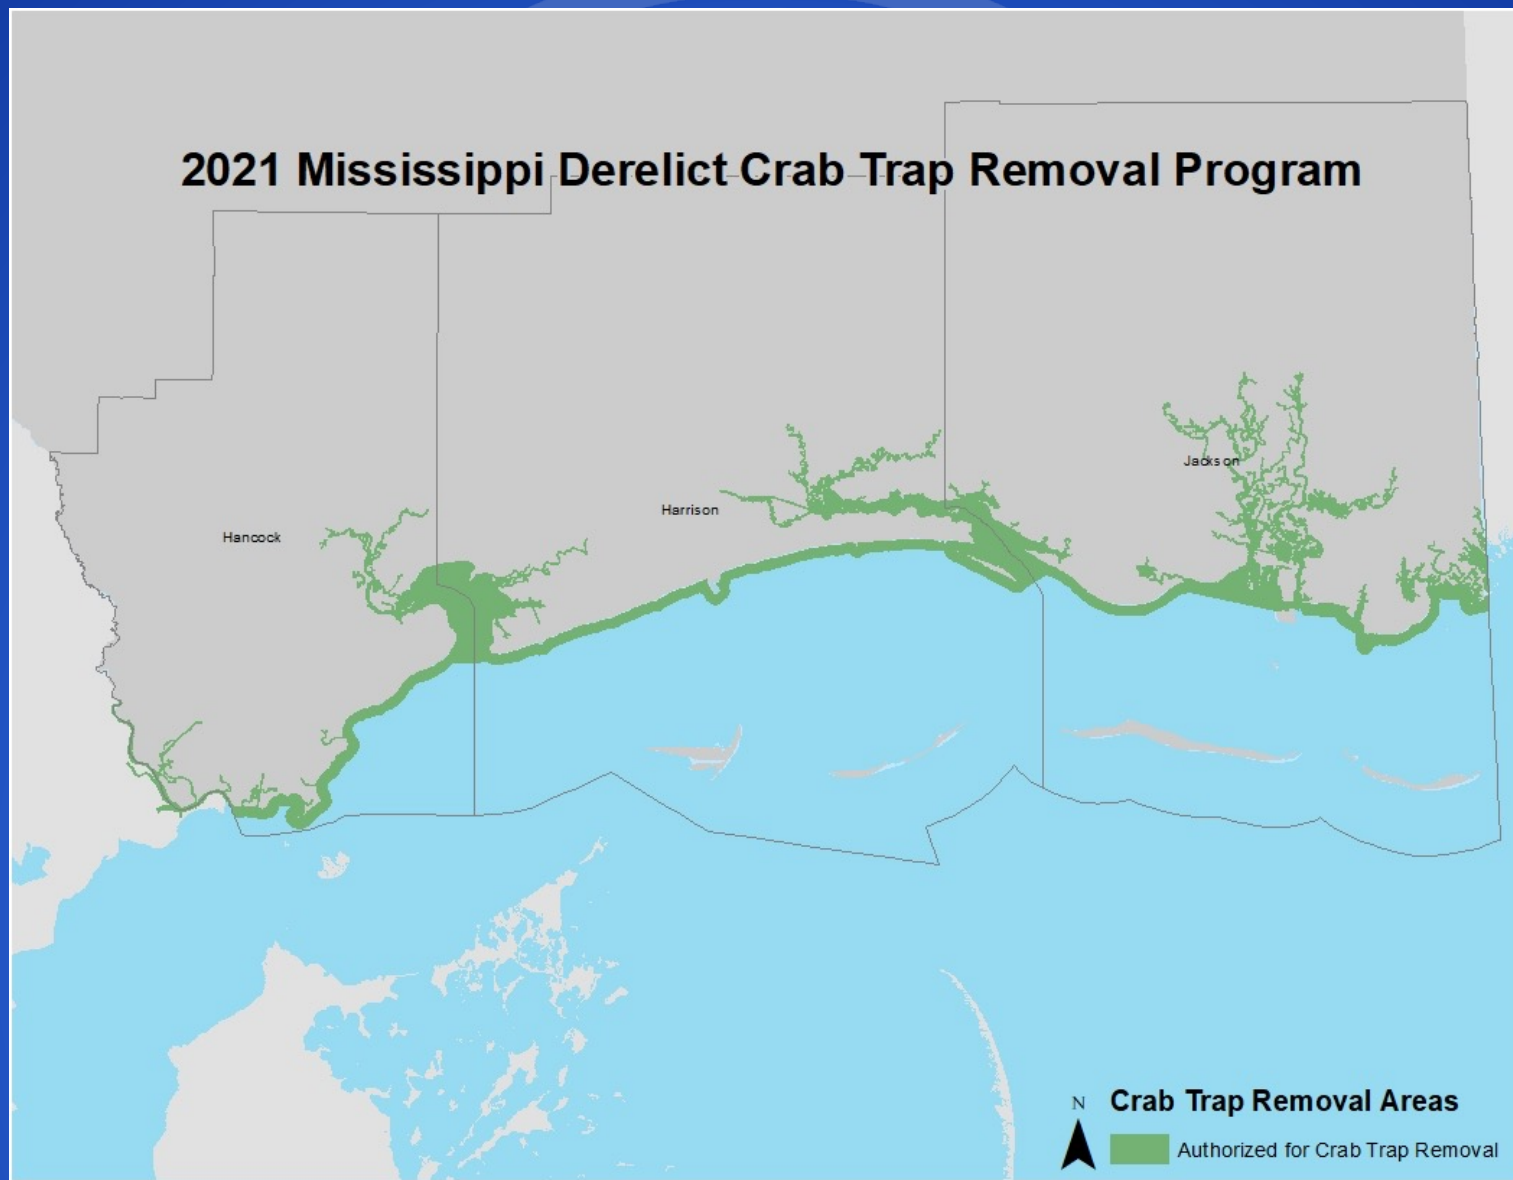 2021 Mississippi Derelict Crab Trap Removal Program
Jackson
Harrison
Hancock
N
Crab Trap Removal Areas
Authorized for Crab Trap Removal